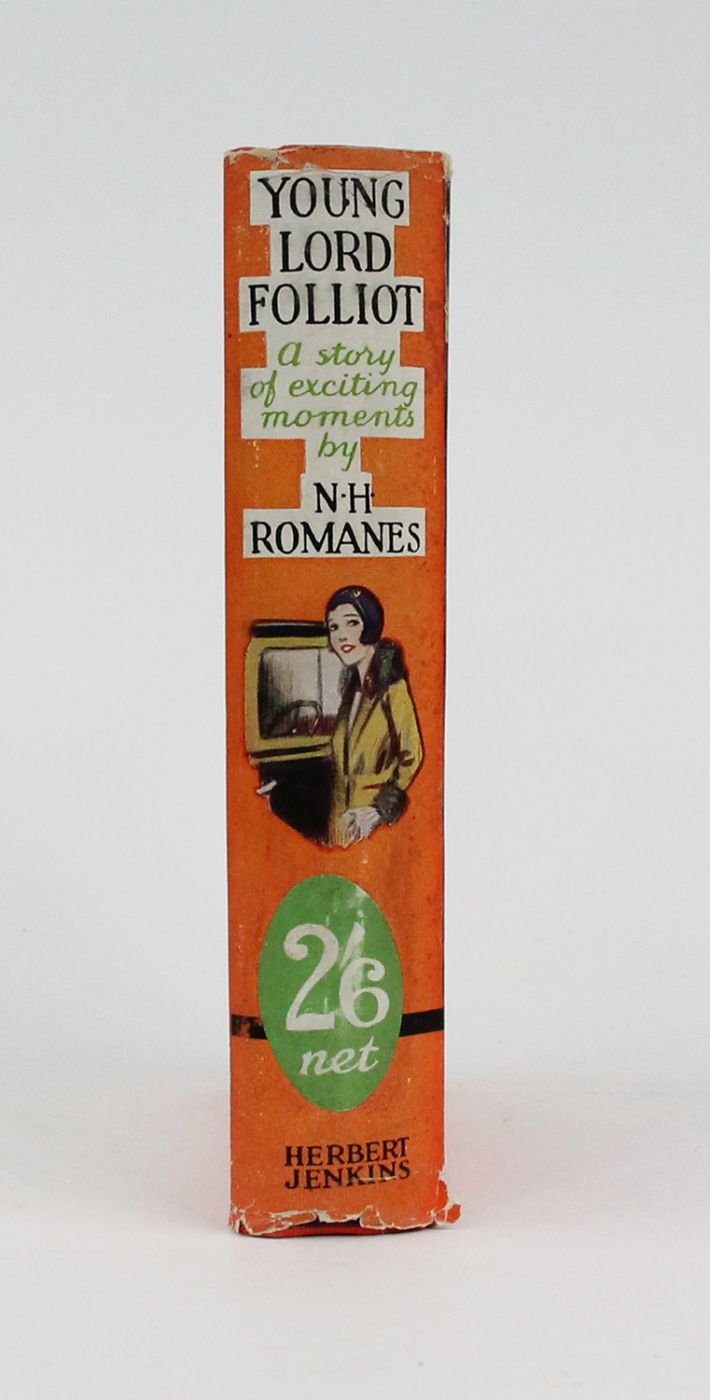 YOUNG
LORD
FOLLIOT
A story
of exciting
moments
by
N·H·
ROMANES
2/6
net
HERBERT
JENKINS